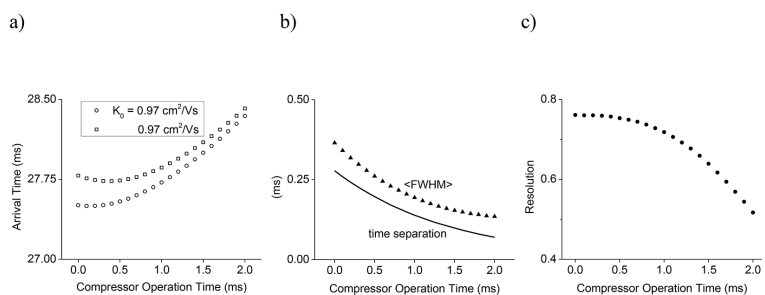 a) b) c)
28.50
27.75
27.00
Arrival Time (ms)
K0 = 0.97 cm2/Vs
0.97 cm2/Vs
0.0 0.5 1.0 1.5 2.0
Compressor Operation Time (ms)
0.50
0.25
0.00
(ms)
<FWHM>
time separation
0.0 0.5 1.0 1.5 2.0
Compressor Operation Time (ms)
0.8
0.6
0.4
Resolution
0.0 0.5 1.0 1.5 2.0
Compressor Operation Time (ms)